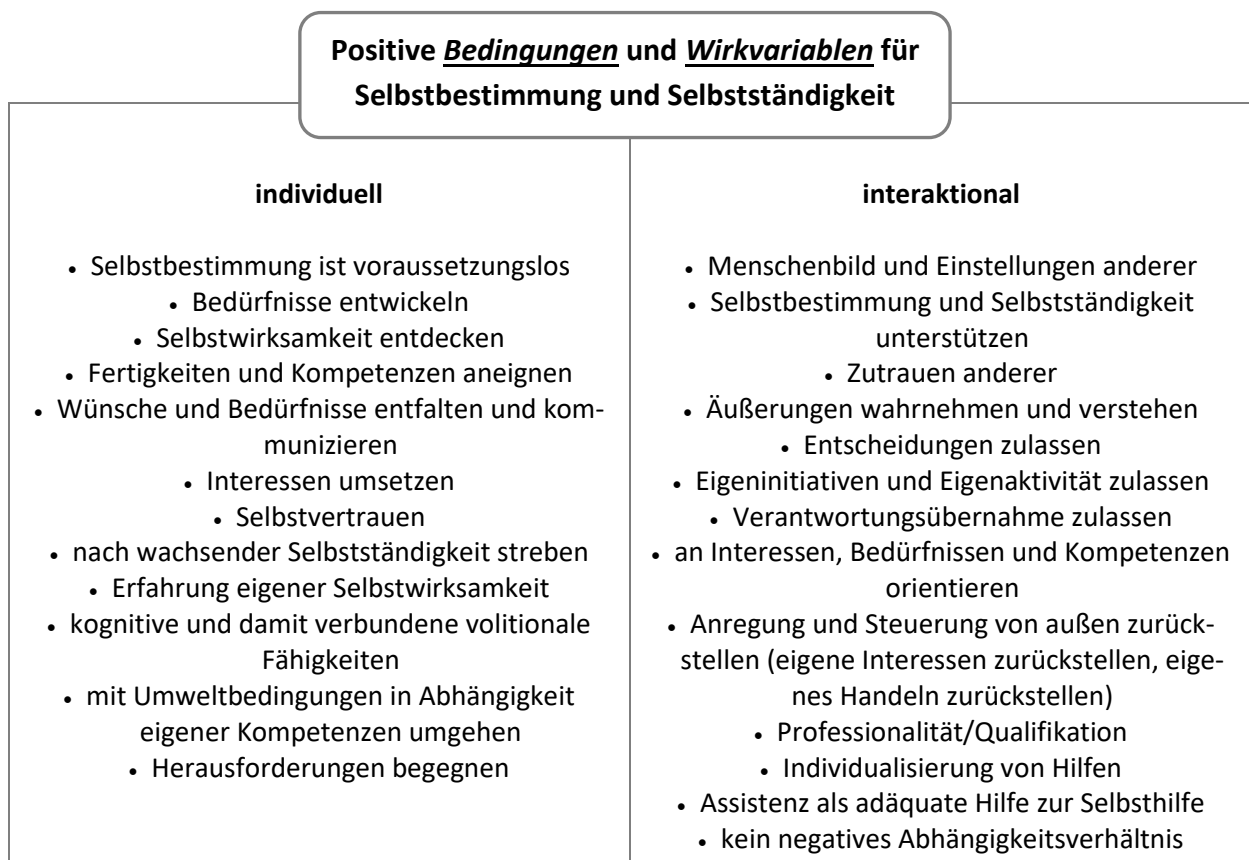 Positive Bedingungen und Wirkvariablen für
Selbstbestimmung und Selbstständigkeit
individuell
• Selbstbestimmung ist voraussetzungslos
• Bedürfnisse entwickeln
• Selbstwirksamkeit entdecken
• Fertigkeiten und Kompetenzen aneignen
• Wünsche und Bedürfnisse entfalten und kom-
munizieren
• Interessen umsetzen
• Selbstvertrauen
• nach wachsender Selbstständigkeit streben
• Erfahrung eigener Selbstwirksamkeit
• kognitive und damit verbundene volitionale
Fähigkeiten
• mit Umweltbedingungen in Abhängigkeit
eigener Kompetenzen umgehen
• Herausforderungen begegnen
interaktional
• Menschenbild und Einstellungen anderer
• Selbstbestimmung und Selbstständigkeit
unterstützen
• Zutrauen anderer
• Äußerungen wahrnehmen und verstehen
• Entscheidungen zulassen
• Eigeninitiativen und Eigenaktivität zulassen
• Verantwortungsübernahme zulassen
• an Interessen, Bedürfnissen und Kompetenzen
orientieren
• Anregung und Steuerung von außen zurück-
stellen (eigene Interessen zurückstellen, eige-
nes Handeln zurückstellen)
• Professionalität/Qualifikation
• Individualisierung von Hilfen
• Assistenz als adäquate Hilfe zur Selbsthilfe
• kein negatives Abhängigkeitsverhältnis